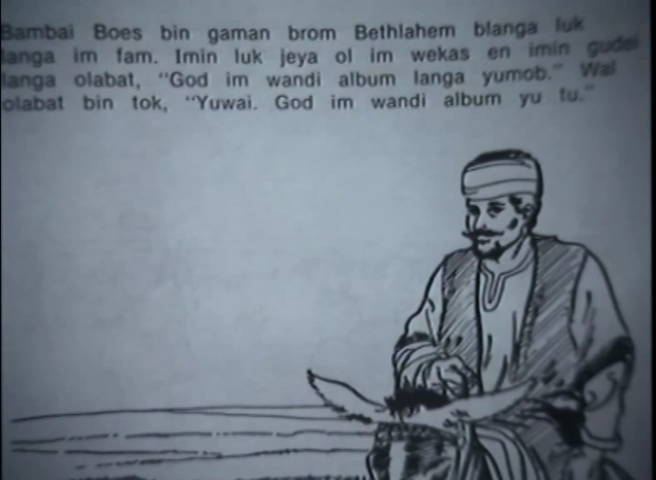 Bambai Boes bin gaman brom Bethlahem blanga luk
langa im fam. Imin luk jeya ol im wekas en imin gudei
langa olabat, "God im wandi album langa yumob." Wal
olabat bin tok, "Yuwai. God im wandi album yu tu."